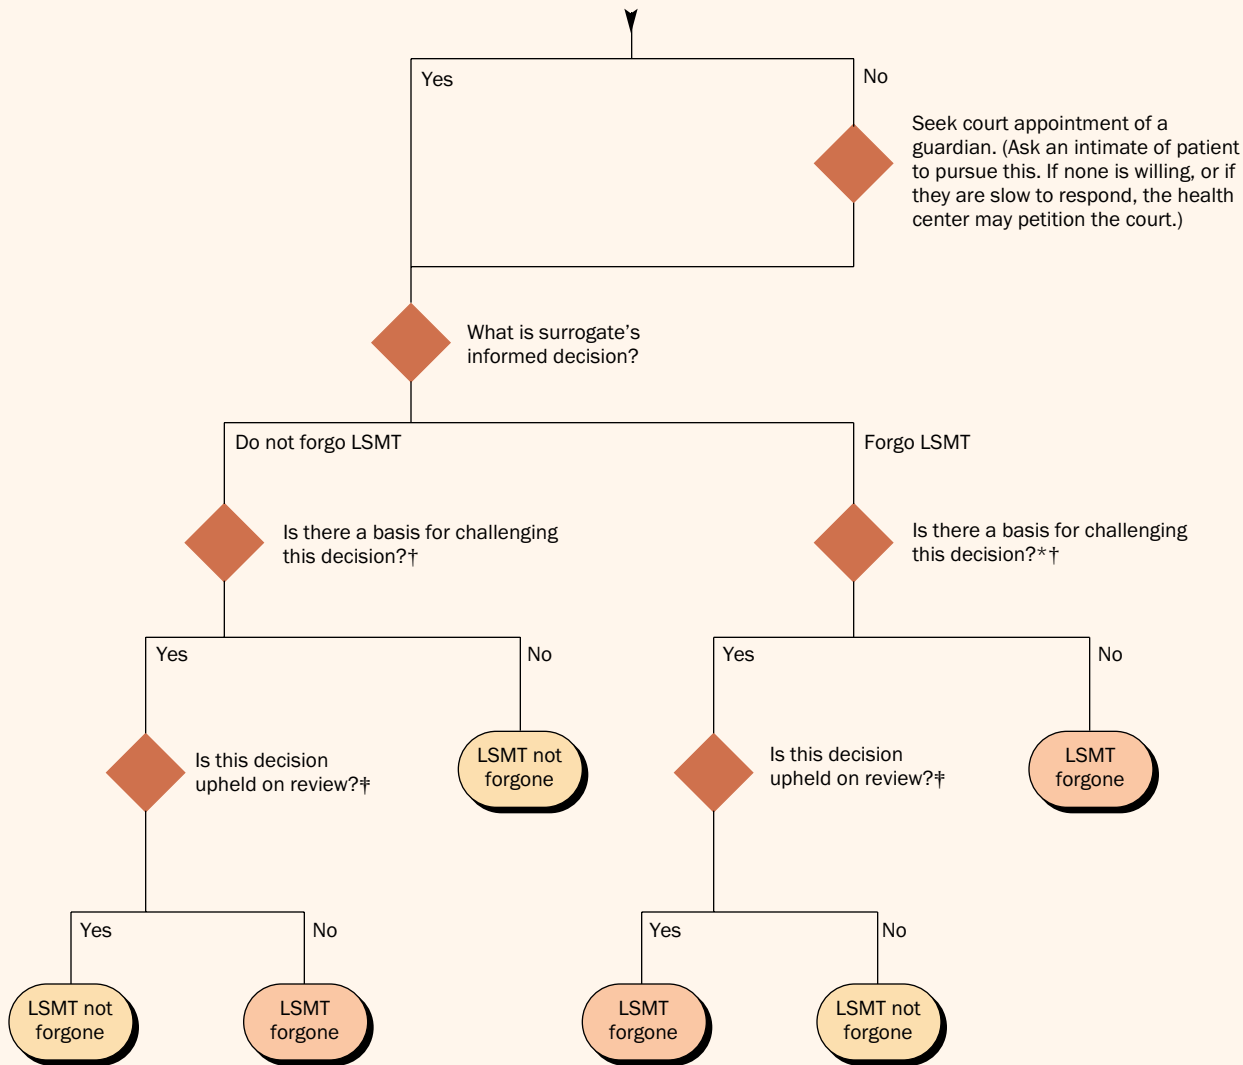 Yes
No
Seek court appointment of a
guardian. (Ask an intimate of patient
to pursue this. If none is willing, or if
they are slow to respond, the health
center may petition the court.)
What is surrogate’s
informed decision?
Do not forgo LSMT
Forgo LSMT
Is there a basis for challenging
this decision?†
Is there a basis for challenging
this decision?*†
Yes
No
Yes
No
Is this decision
upheld on review?‡
LSMT not
forgone
Is this decision
upheld on review?‡
LSMT
forgone
Yes
No
Yes
No
LSMT not
forgone
LSMT
forgone
LSMT
forgone
LSMT not
forgone